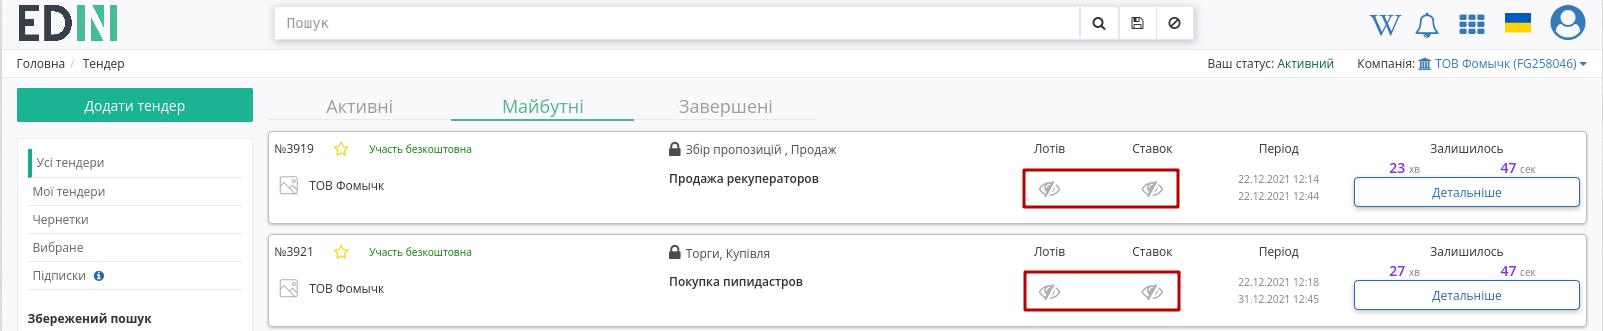 EDIN
Пошук
W
Головна / Тендер
Ваш статус: Активний Компанія: ТОВ Фомычк (FG258046)
Додати тендер
Активні Майбутні Завершені
Усі тендери
Мої тендери
Чернетки
Вибране
Підписки i
Збережений пошук
№3919 Участь безкоштовна Збір пропозицій , Продаж Лотів Ставок Період Залишилось
ТОВ Фомычк Продажа рекуператоров 22.12.2021 12:14 23 хв 47 сек
22.12.2021 12:44 Детальніше
№3921 Участь безкоштовна Торги, Купівля Лотів Ставок Період Залишилось
ТОВ Фомычк Покупка пипидастров 22.12.2021 12:18 27 хв 47 сек
31.12.2021 12:45 Детальніше